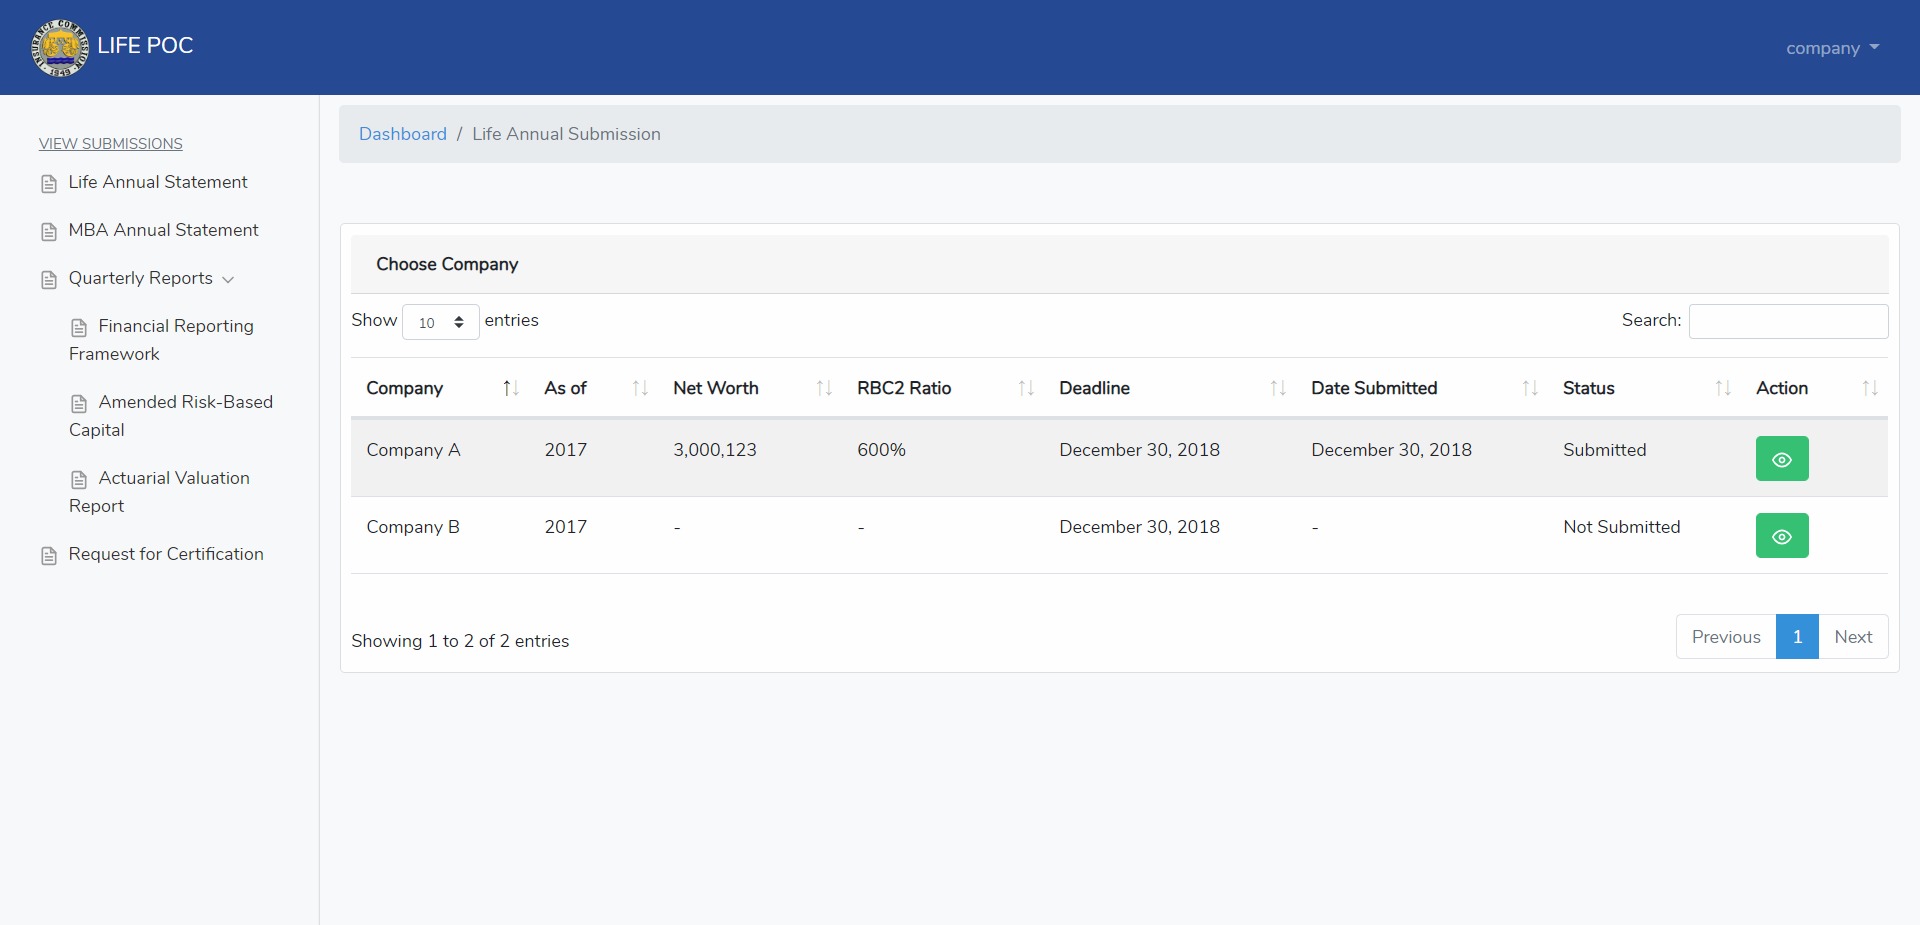 INSURANCE COMMISSION
1949
LIFE POC
company
VIEW SUBMISSIONS
Life Annual Statement
MBA Annual Statement
Quarterly Reports
Financial Reporting
Framework
Amended Risk-Based
Capital
Actuarial Valuation
Report
Request for Certification
Dashboard / Life Annual Submission
Choose Company
Show 10 entries
Search:
Company As of Net Worth RBC2 Ratio Deadline Date Submitted Status Action
Company A 2017 3,000,123 600% December 30, 2018 December 30, 2018 Submitted
Company B 2017 - - December 30, 2018 - Not Submitted
Showing 1 to 2 of 2 entries
Previous 1 Next